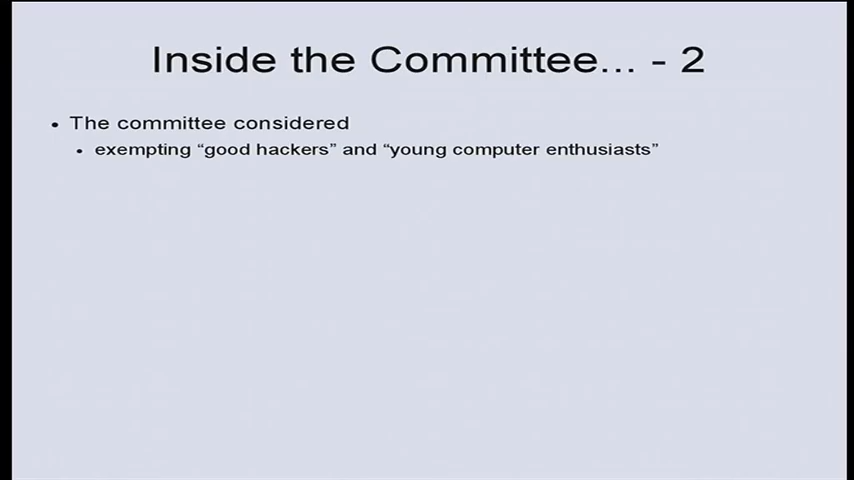 Inside the Committee... - 2
• The committee considered
• exempting “good hackers” and “young computer enthusiasts”